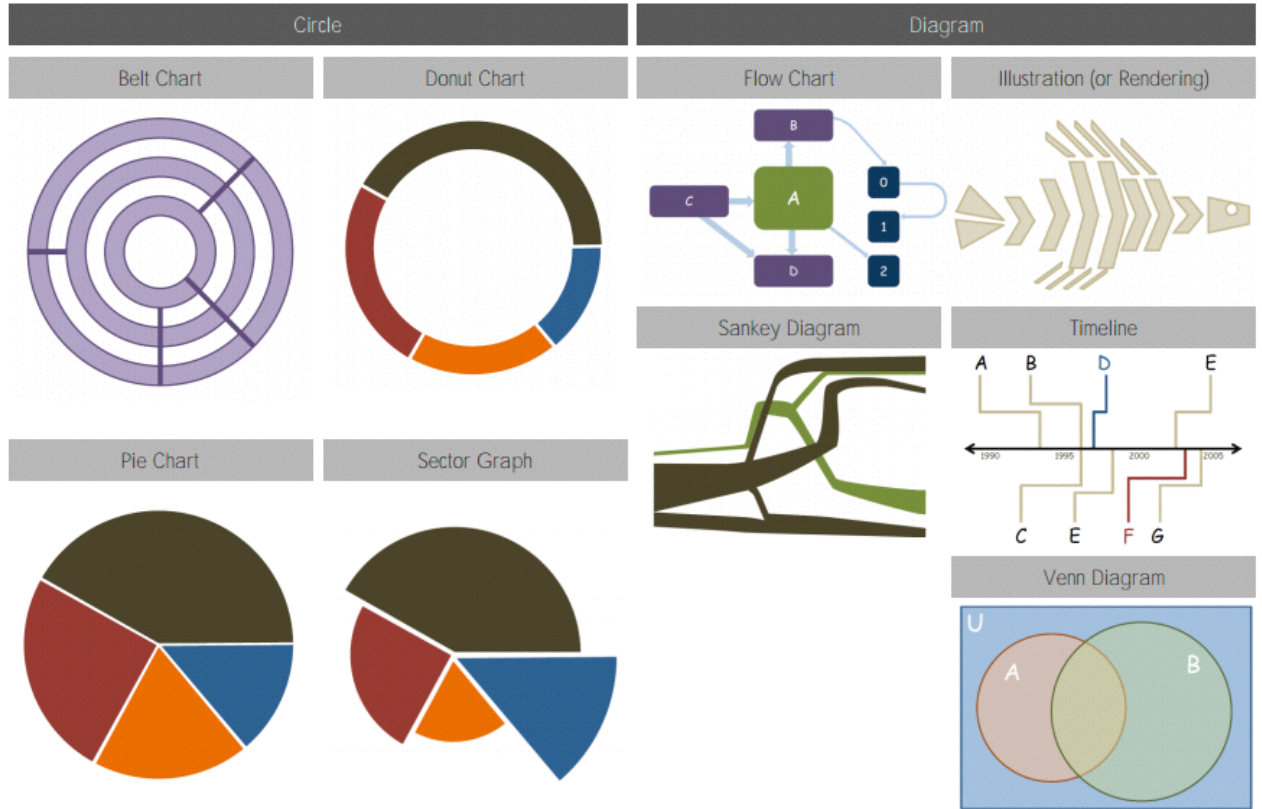 Circle
Diagram
Belt Chart
Donut Chart
Flow Chart
Illustration (or Rendering)
B
0
C
A
1
D
2
Sankey Diagram
Timeline
A B D E
1990 1995 2000 2005
C E F G
Pie Chart
Sector Graph
Venn Diagram
U
A
B